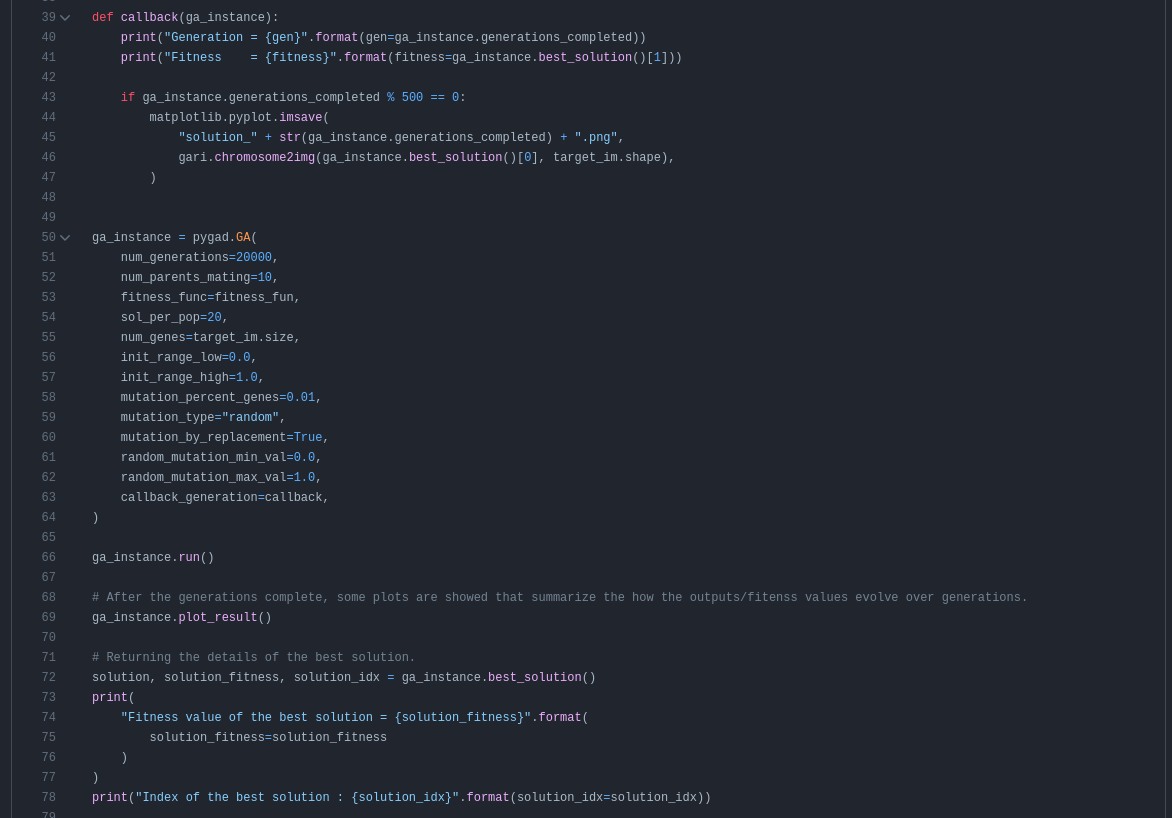 39 def callback(ga_instance):
40     print("Generation = {gen}".format(gen=ga_instance.generations_completed))
41     print("Fitness    = {fitness}".format(fitness=ga_instance.best_solution()[1]))
42
43     if ga_instance.generations_completed % 500 == 0:
44         matplotlib.pyplot.imsave(
45             "solution_" + str(ga_instance.generations_completed) + ".png",
46             gari.chromosome2img(ga_instance.best_solution()[0], target_im.shape),
47         )
48
49
50 ga_instance = pygad.GA(
51     num_generations=20000,
52     num_parents_mating=10,
53     fitness_func=fitness_fun,
54     sol_per_pop=20,
55     num_genes=target_im.size,
56     init_range_low=0.0,
57     init_range_high=1.0,
58     mutation_percent_genes=0.01,
59     mutation_type="random",
60     mutation_by_replacement=True,
61     random_mutation_min_val=0.0,
62     random_mutation_max_val=1.0,
63     callback_generation=callback,
64 )
65
66 ga_instance.run()
67
68 # After the generations complete, some plots are showed that summarize the how the outputs/fitenss values evolve over generations.
69 ga_instance.plot_result()
70
71 # Returning the details of the best solution.
72 solution, solution_fitness, solution_idx = ga_instance.best_solution()
73 print(
74     "Fitness value of the best solution = {solution_fitness}".format(
75         solution_fitness=solution_fitness
76     )
77 )
78 print("Index of the best solution : {solution_idx}".format(solution_idx=solution_idx))
79